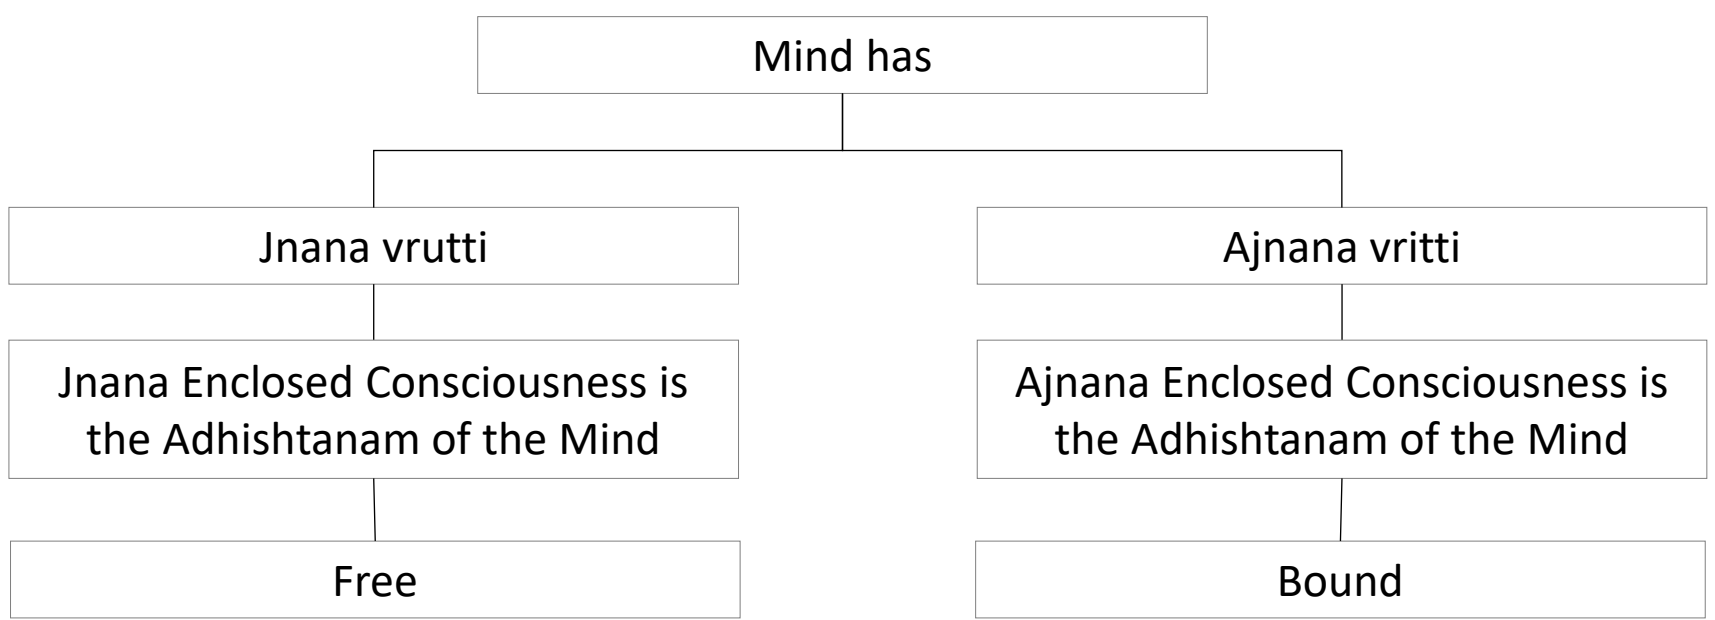 Mind has
Jnana vrutti
Ajnana vritti
Jnana Enclosed Consciousness is
the Adhishtanam of the Mind
Ajnana Enclosed Consciousness is
the Adhishtanam of the Mind
Free
Bound